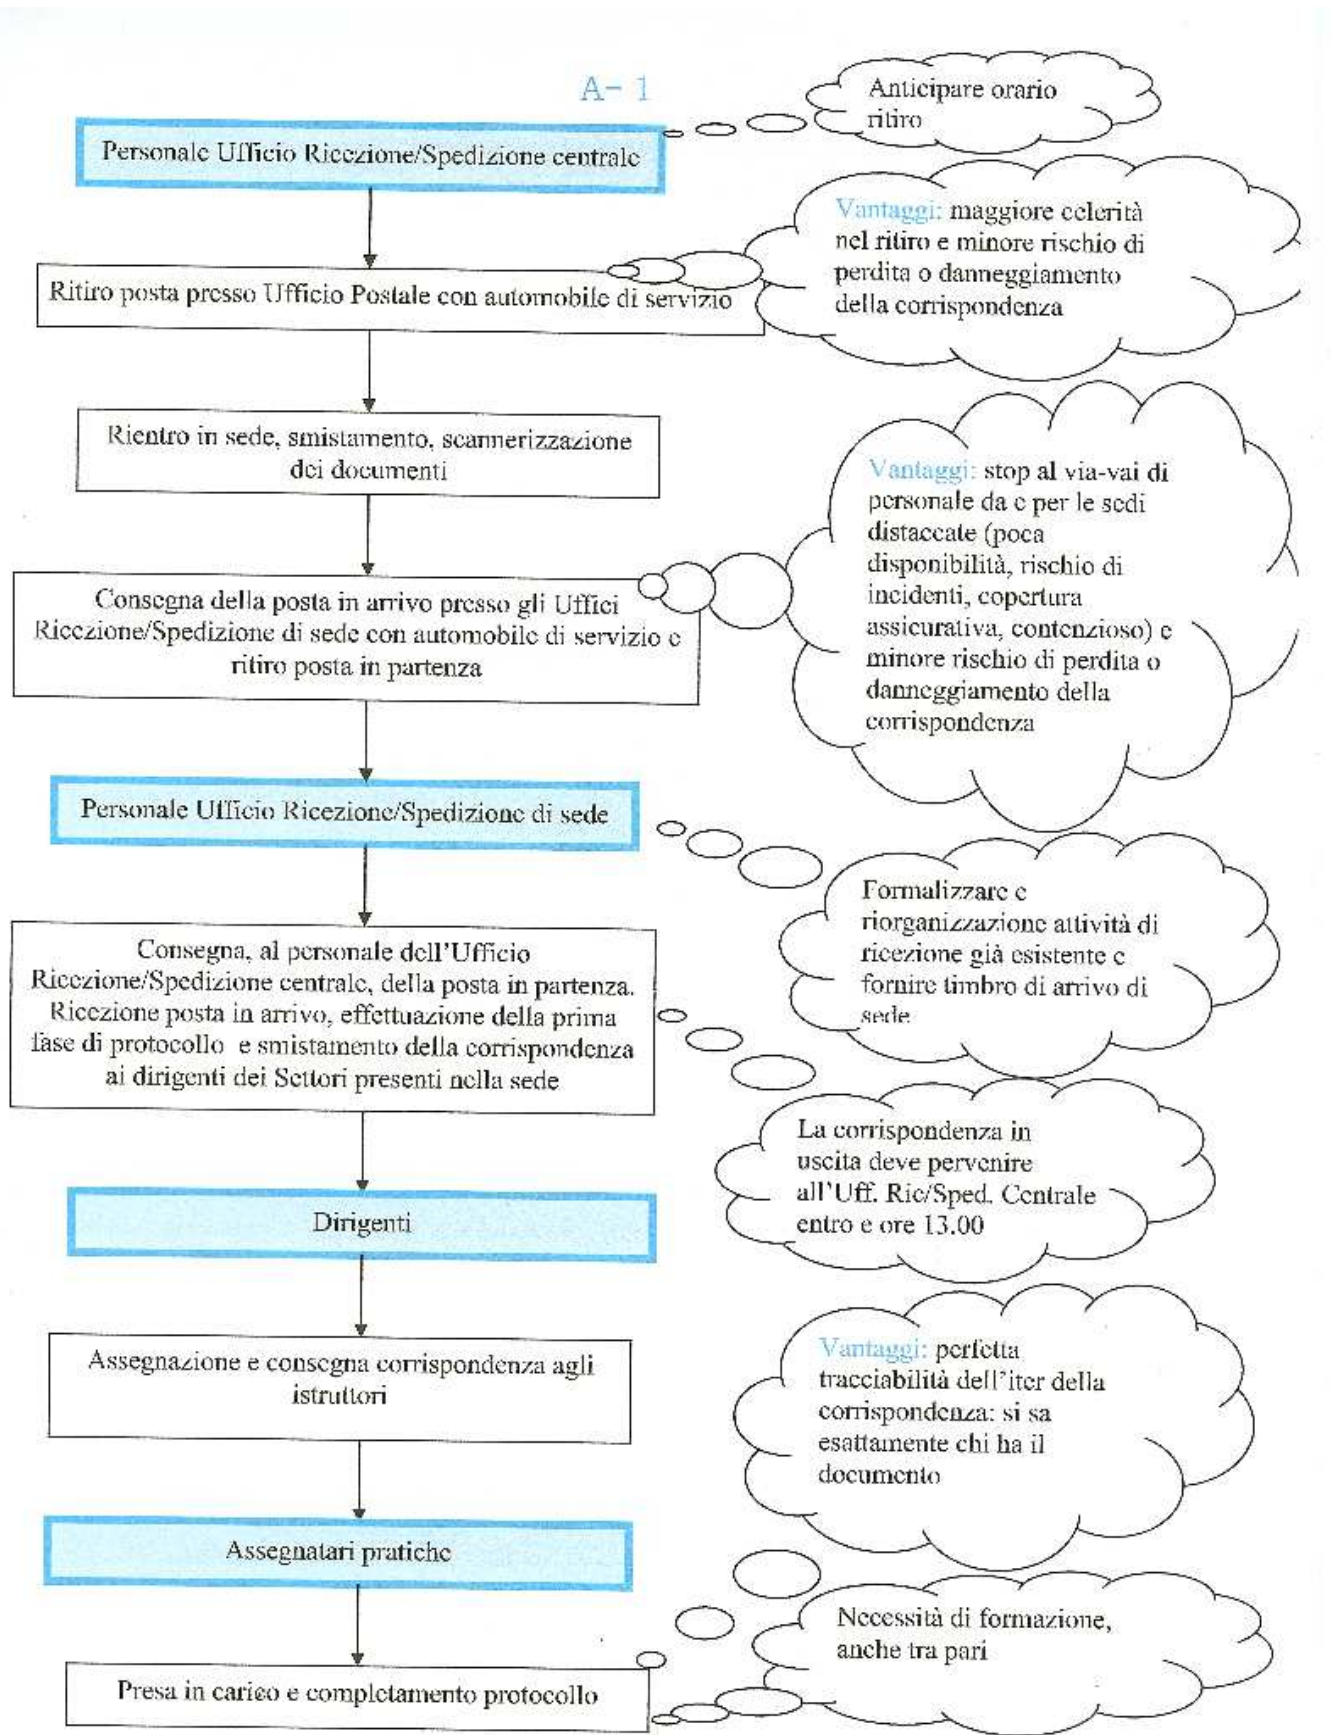 A- 1
Anticipare orario
ritiro
Personale Ufficio Ricezione/Spedizione centrale
Vantaggi: maggiore celerità
nel ritiro e minore rischio di
perdita o danneggiamento
della corrispondenza
Ritiro posta presso Ufficio Postale con automobile di servizio
Rientro in sede, smistamento, scannerizzazione
dei documenti
Vantaggi: stop al via-vai di
personale da e per le sedi
distaccate (poca
disponibilità, rischio di
incidenti, copertura
assicurativa, contenzioso) e
minore rischio di perdita o
danneggiamento della
corrispondenza
Consegna della posta in arrivo presso gli Uffici
Ricezione/Spedizione di sede con automobile di servizio e
ritiro posta in partenza
Personale Ufficio Ricezione/Spedizione di sede
Formalizzare e
riorganizzazione attività di
ricezione già esistente e
fornire timbro di arrivo di
sede
Consegna, al personale dell'Ufficio
Ricezione/Spedizione centrale, della posta in partenza.
Ricezione posta in arrivo, effettuazione della prima
fase di protocollo e smistamento della corrispondenza
ai dirigenti dei Settori presenti nella sede
La corrispondenza in
uscita deve pervenire
all'Uff. Ric/Sped. Centrale
entro e ore 13.00
Dirigenti
Assegnazione e consegna corrispondenza agli
istruttori
Vantaggi: perfetta
tracciabilità dell'iter della
corrispondenza: si sa
esattamente chi ha il
documento
Assegnatari pratiche
Necessità di formazione,
anche tra pari
Presa in carico e completamento protocollo